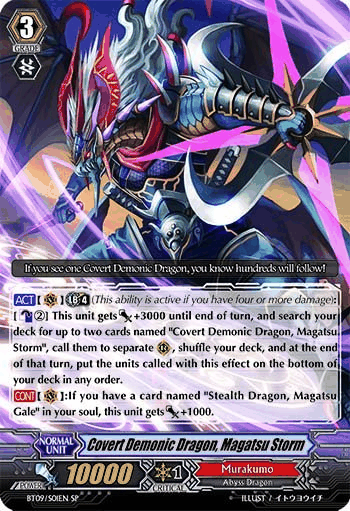 3
GRADE
If you see one Covert Demonic Dragon, you know hundreds will follow!
ACT [ ] LB 4 (This ability is active if you have four or more damage):
[ ②] This unit gets +3000 until end of turn, and search your
deck for up to two cards named "Covert Demonic Dragon, Magatsu
Storm", call them to separate , shuffle your deck, and at the end
of that turn, put the units called with this effect on the bottom
of your deck in any order.
CONT [ ]:If you have a card named "Stealth Dragon, Magatsu
Gale" in your soul, this unit gets +1000.
NORMAL
UNIT
Covert Demonic Dragon, Magatsu Storm
POWER
10000
1
CRITICAL
Murakumo
Abyss Dragon
BT09/S01EN SP
ILLUST / イトウヨウイチ